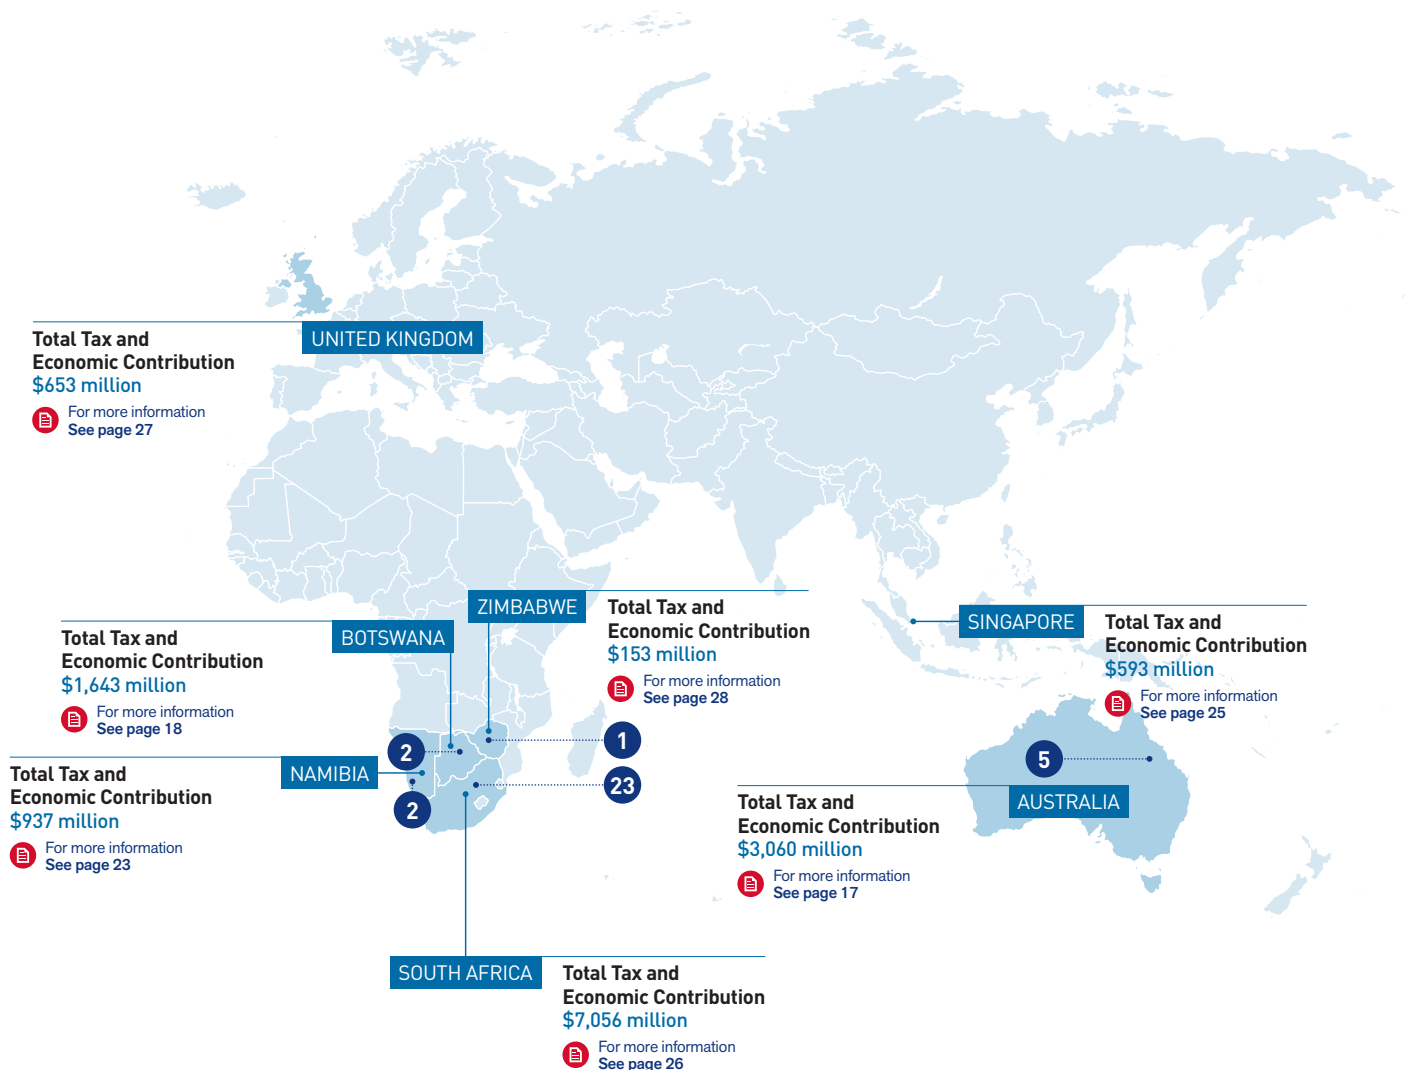 UNITED KINGDOM
Total Tax and
Economic Contribution
$653 million
For more information
See page 27
ZIMBABWE
Total Tax and
Economic Contribution
$153 million
For more information
See page 28
1
BOTSWANA
Total Tax and
Economic Contribution
$1,643 million
For more information
See page 18
2
SINGAPORE
Total Tax and
Economic Contribution
$593 million
For more information
See page 25
NAMIBIA
Total Tax and
Economic Contribution
$937 million
For more information
See page 23
2
23
5
AUSTRALIA
Total Tax and
Economic Contribution
$3,060 million
For more information
See page 17
SOUTH AFRICA
Total Tax and
Economic Contribution
$7,056 million
For more information
See page 26